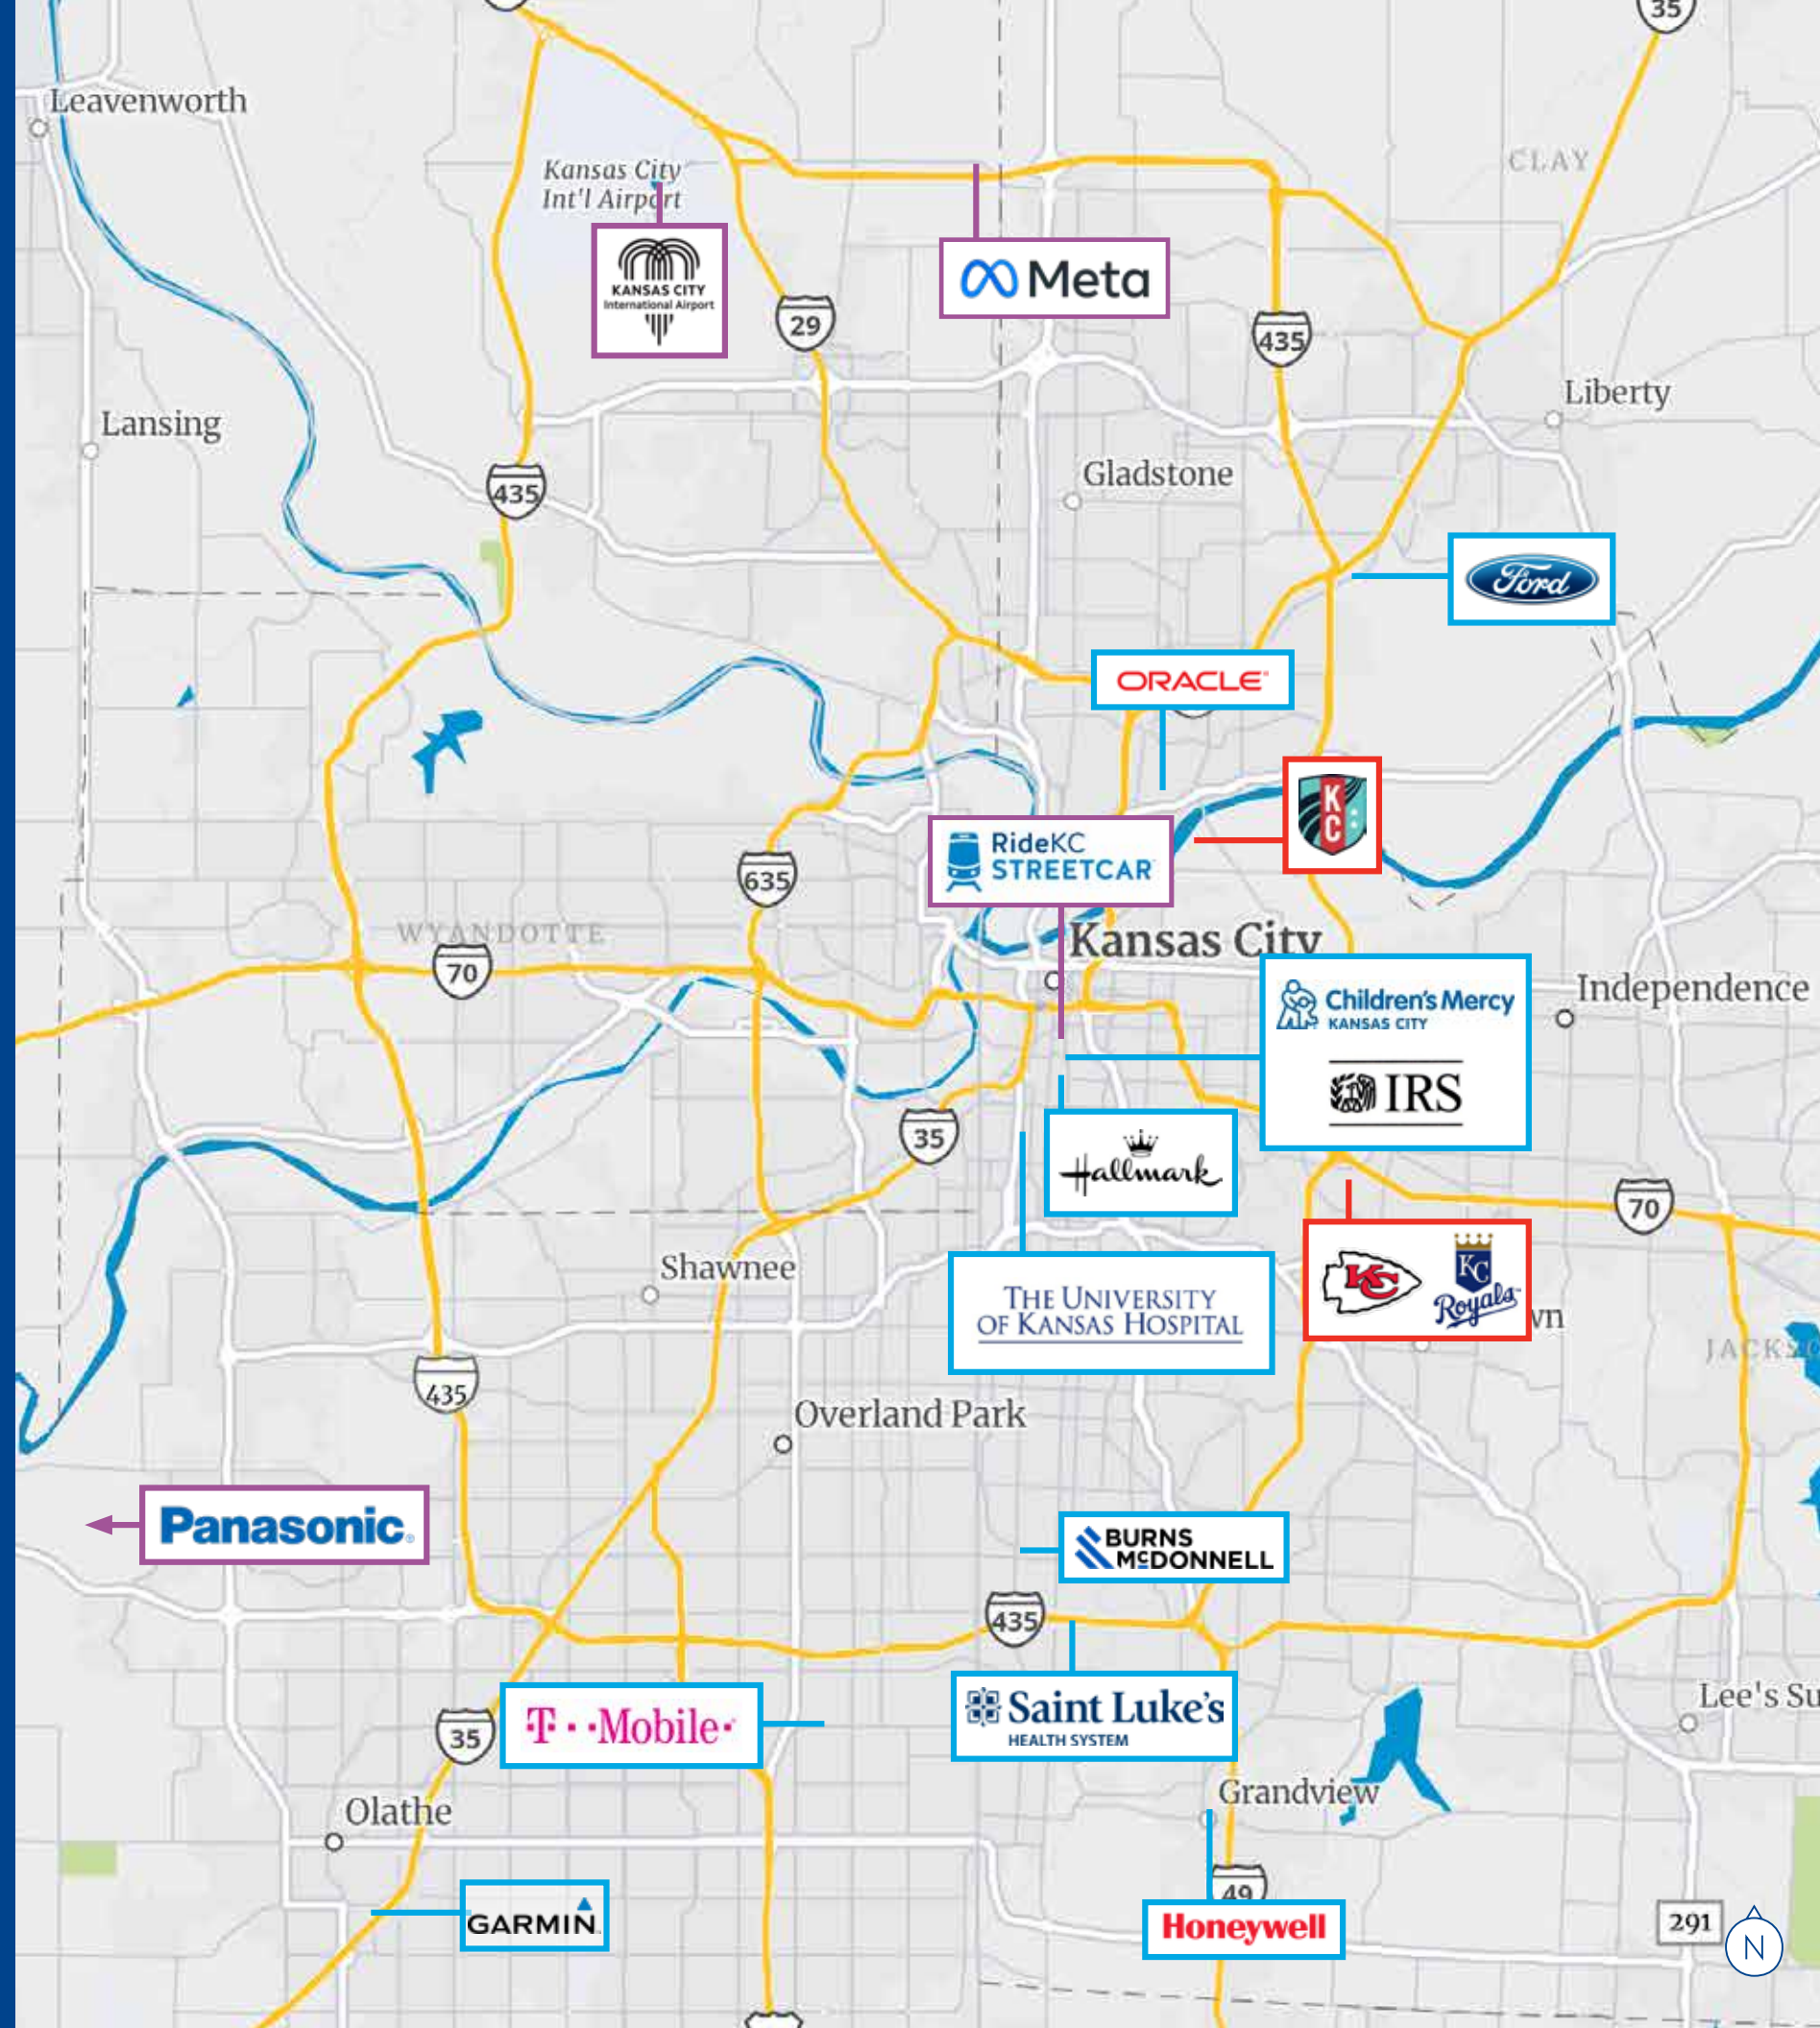 35
Leavenworth
CLAY
Kansas City
Int'l Airport
KANSAS CITY
International Airport
Meta
29
435
Liberty
Lansing
Gladstone
435
Ford
ORACLE
KC
RideKC
STREETCAR
635
WYANDOTTE
Kansas City
70
Children's Mercy
KANSAS CITY
Independence
IRS
35
Hallmark
70
Shawnee
THE UNIVERSITY
OF KANSAS HOSPITAL
KC
KC
Royals
wn
JACKSO
435
Overland Park
Panasonic
BURNS
McDONNELL
435
Lee's Su
T··Mobile·
Saint Luke's
HEALTH SYSTEM
35
Grandview
Olathe
49
GARMIN
Honeywell
291
N